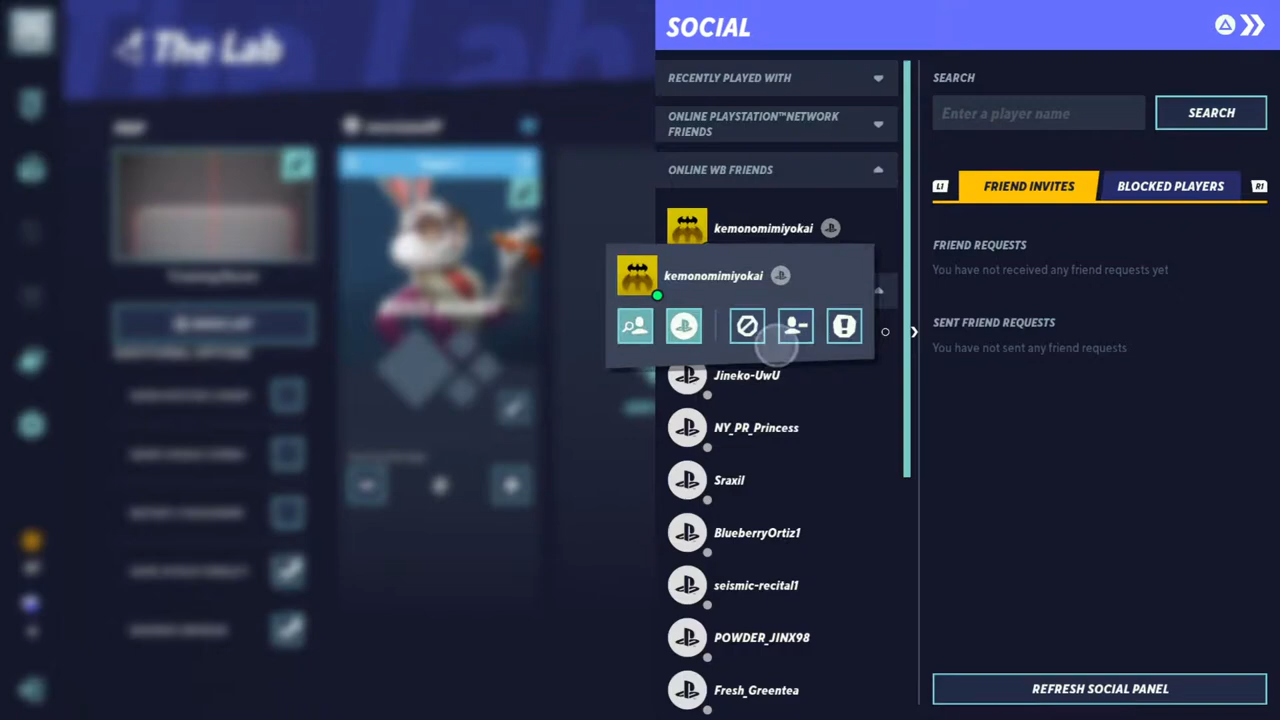 The Lab
SOCIAL
RECENTLY PLAYED WITH
ONLINE PLAYSTATION™NETWORK
FRIENDS
ONLINE WB FRIENDS
kemonomimiyokai
kemonomimiyokai
Jineko-UwU
NY_PR_Princess
Sraxil
BlueberryOrtiz1
seismic-recital1
POWDER_JINX98
Fresh_Greentea
SEARCH
Enter a player name
SEARCH
L1
FRIEND INVITES
BLOCKED PLAYERS
R1
FRIEND REQUESTS
You have not received any friend requests yet
SENT FRIEND REQUESTS
You have not sent any friend requests
REFRESH SOCIAL PANEL